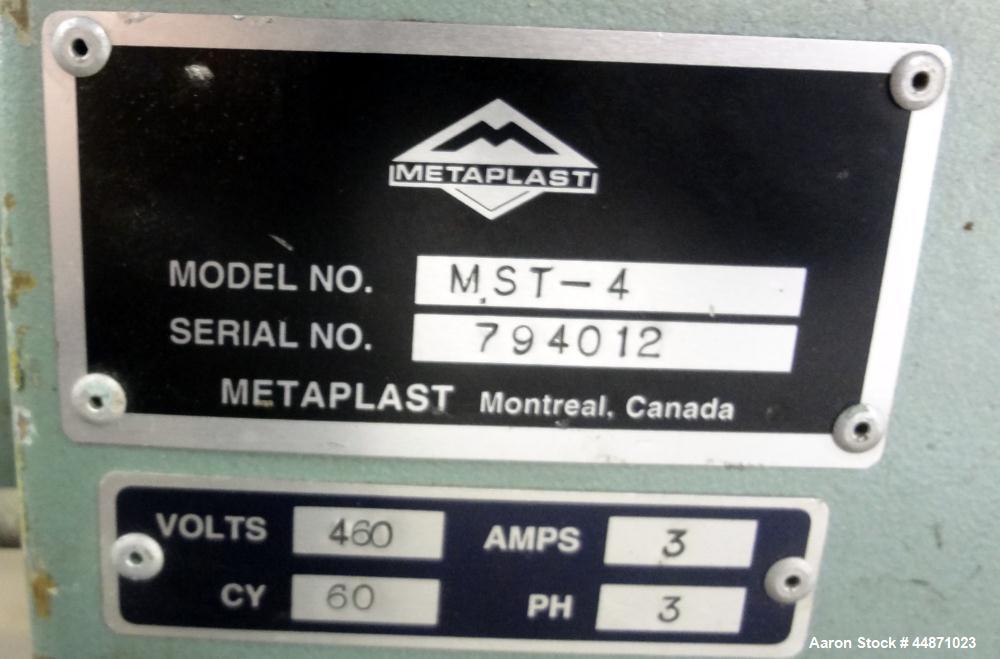 METAPLAST
MODEL NO. MST-4
SERIAL NO. 794012
METAPLAST Montreal, Canada
VOLTS 460 AMPS 3
CY 60 PH 3
Aaron Stock # 44871023